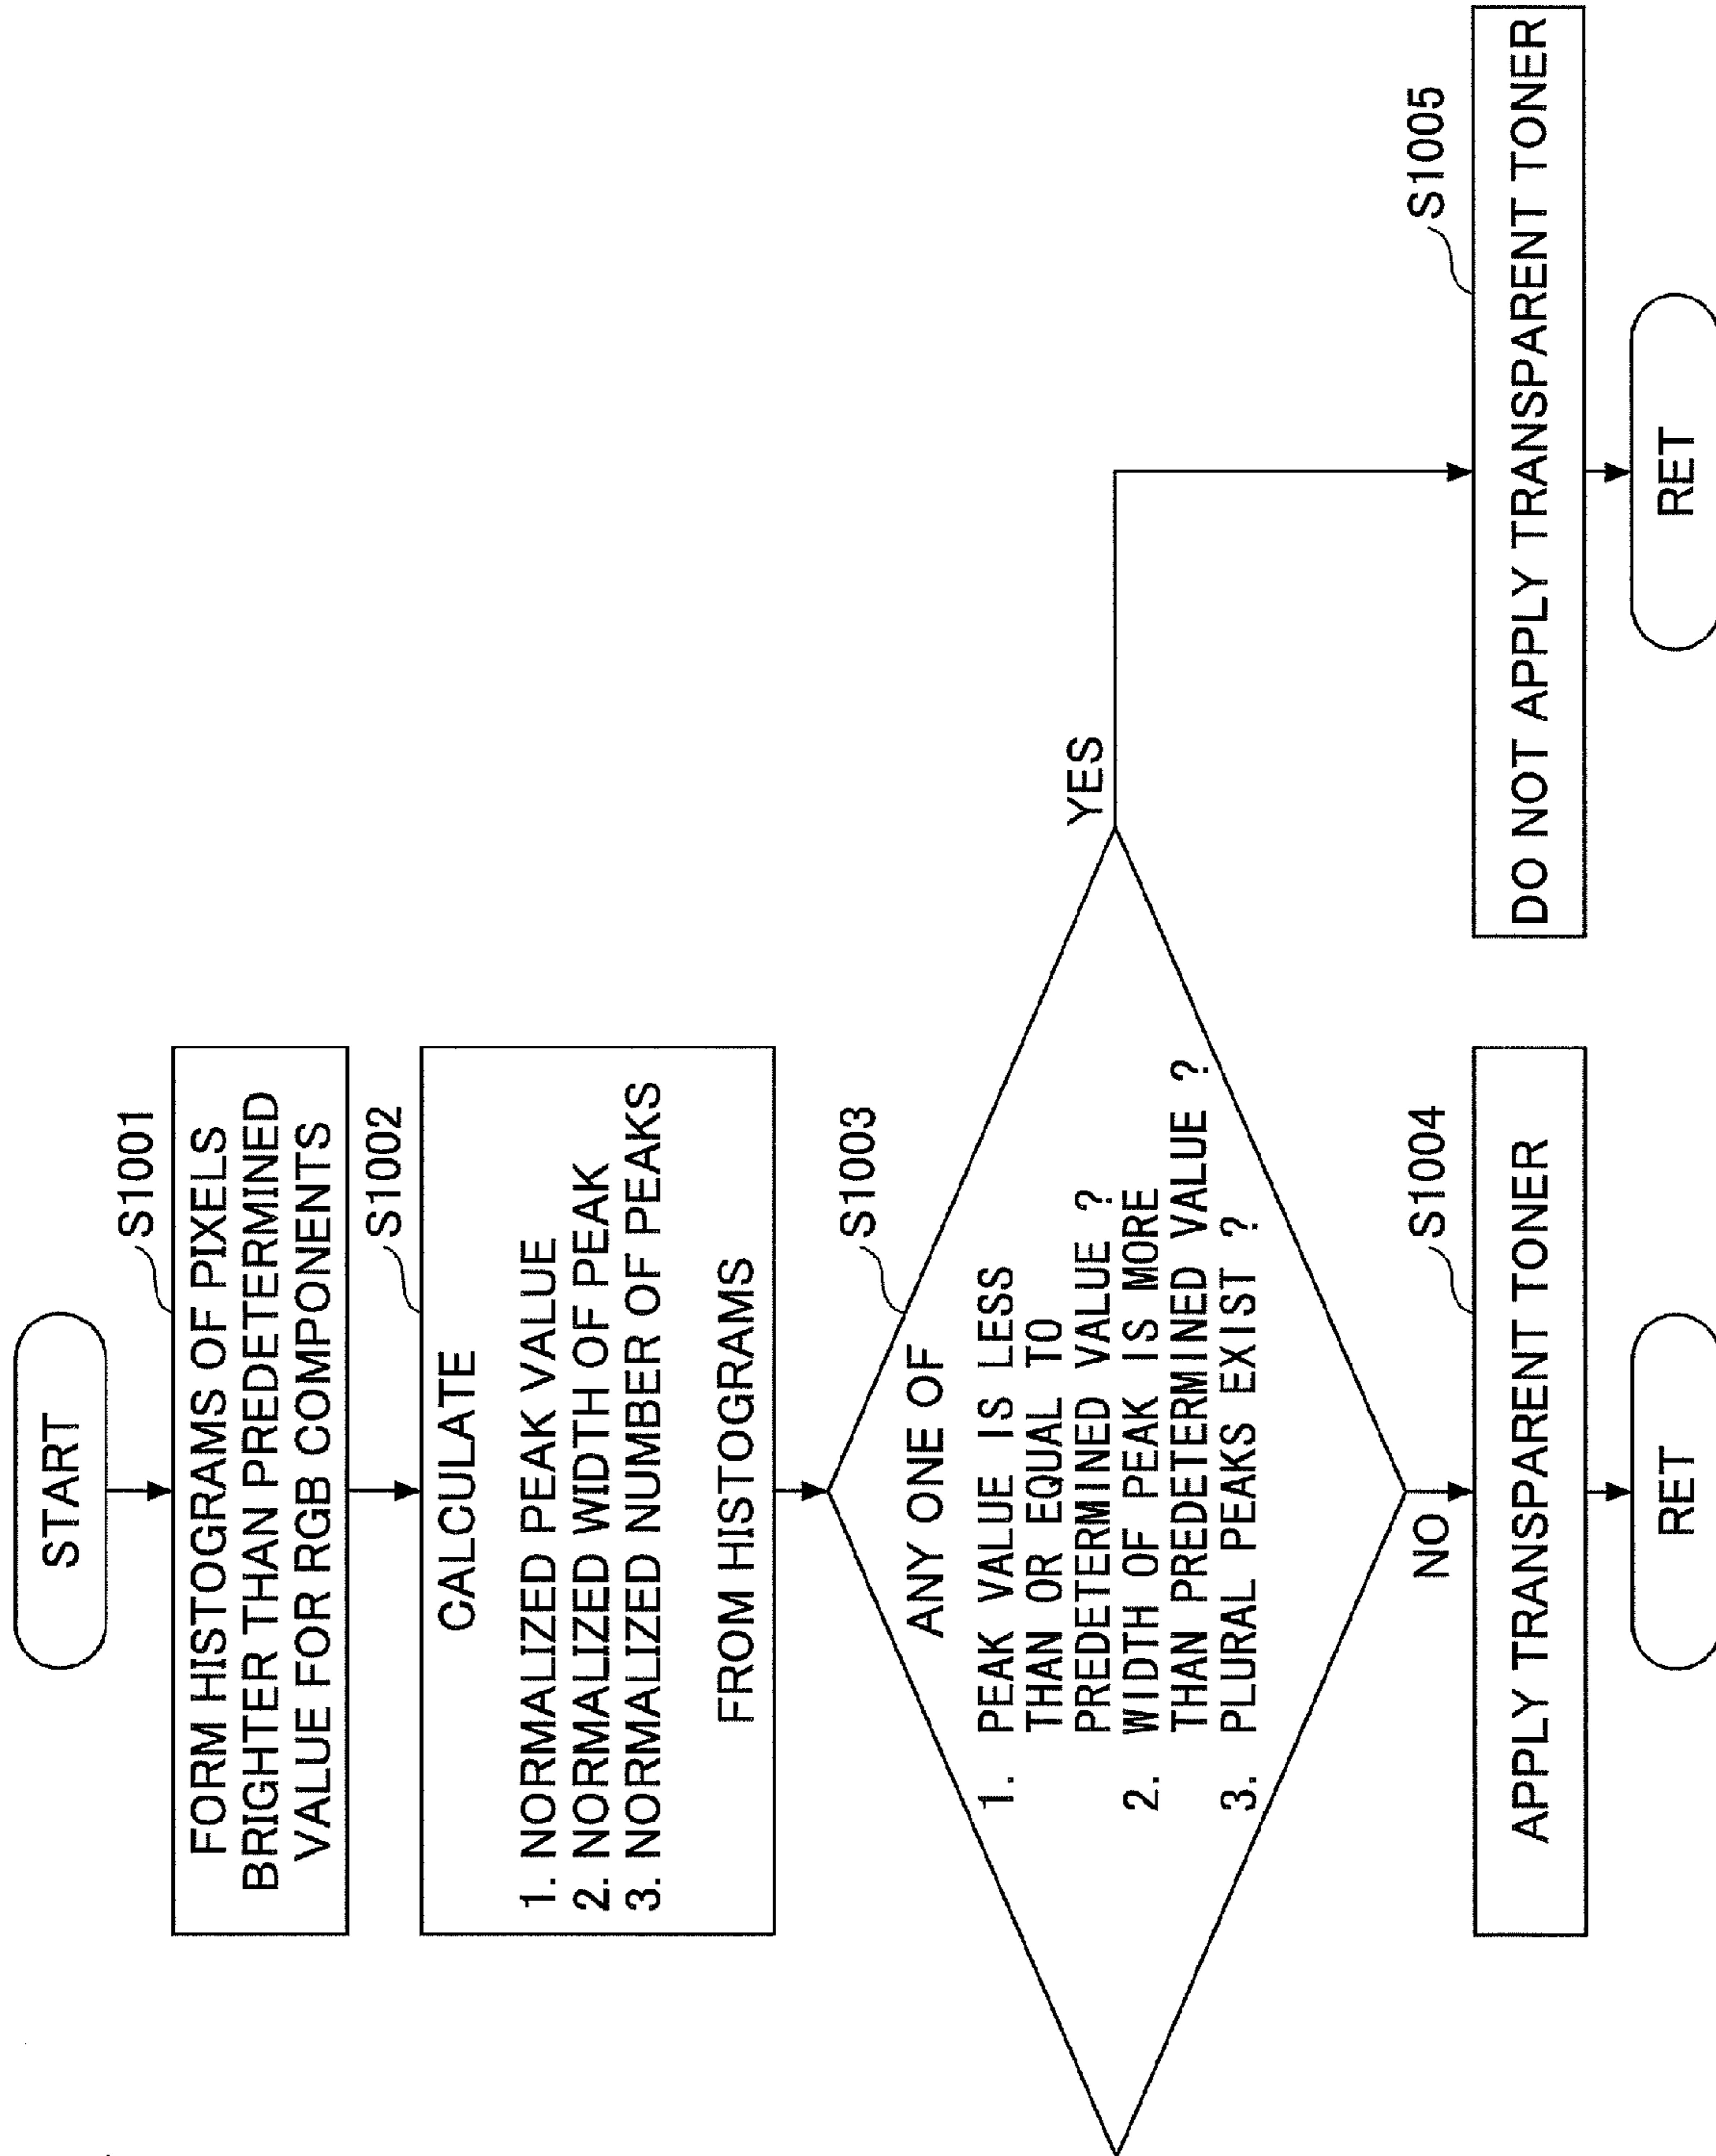 START
S1001
FORM HISTOGRAMS OF PIXELS
BRIGHTER THAN PREDETERMINED
VALUE FOR RGB COMPONENTS
S1002
CALCULATE
1. NORMALIZED PEAK VALUE
2. NORMALIZED WIDTH OF PEAK
3. NORMALIZED NUMBER OF PEAKS
FROM HISTOGRAMS
S1003
ANY ONE OF
1. PEAK VALUE IS LESS
THAN OR EQUAL TO
PREDETERMINED VALUE ?
2. WIDTH OF PEAK IS MORE
THAN PREDETERMINED VALUE ?
3. PLURAL PEAKS EXIST ?
YES
NO
S1004
APPLY TRANSPARENT TONER
RET
S1005
DO NOT APPLY TRANSPARENT TONER
RET